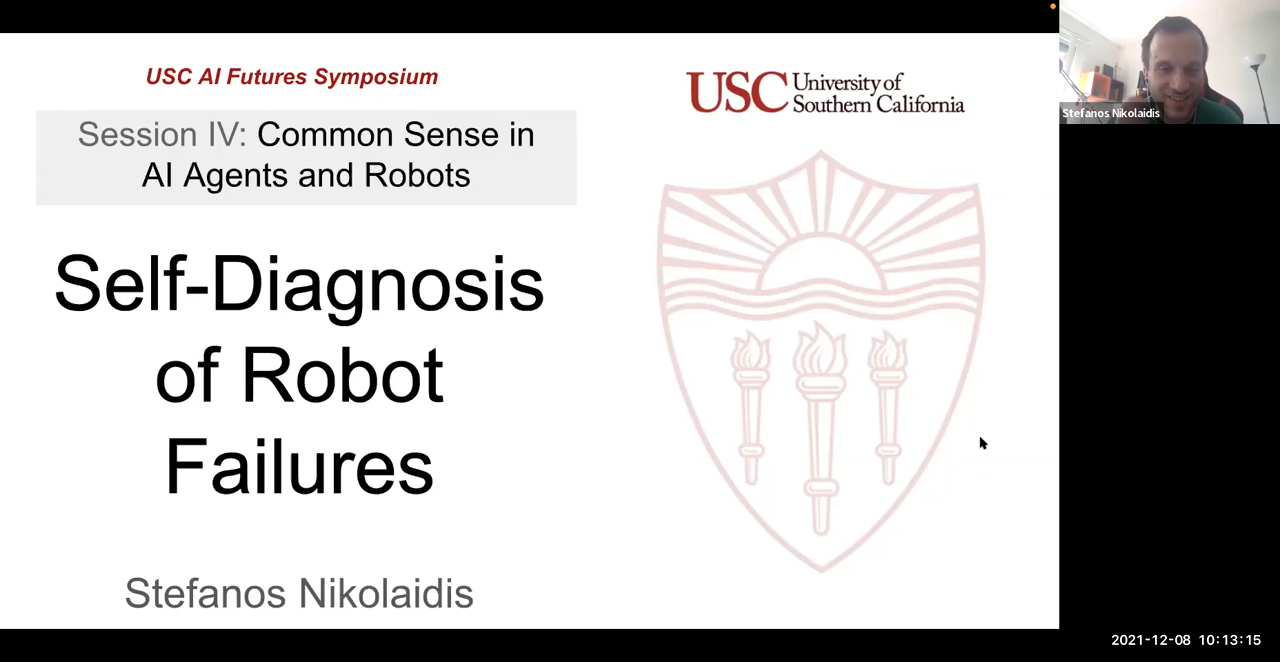 USC AI Futures Symposium
Session IV: Common Sense in
AI Agents and Robots
Self-Diagnosis
of Robot
Failures
Stefanos Nikolaidis
USC University of
Southern California
Stefanos Nikolaidis
2021-12-08 10:13:15